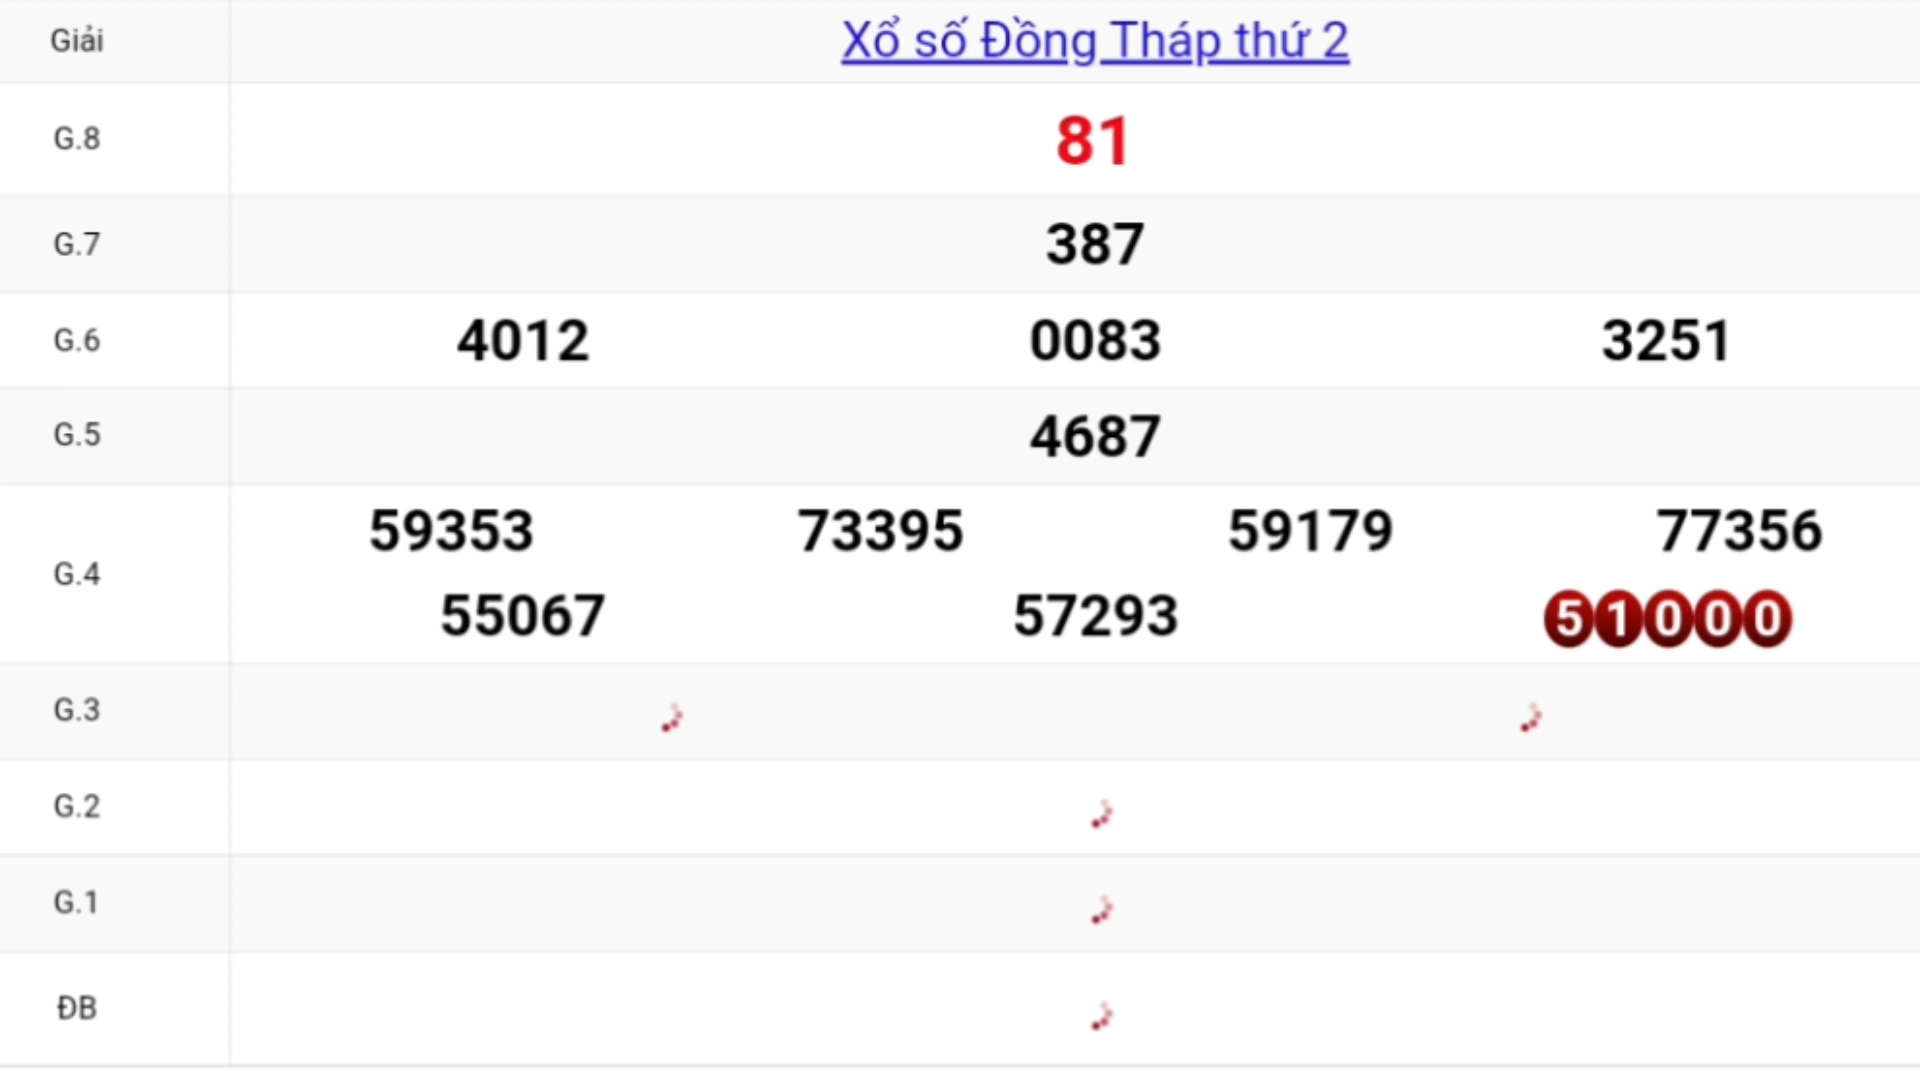 Giải Xổ số Đồng Tháp thứ 2
G.8 81
G.7 387
G.6 4012 0083 3251
G.5 4687
G.4 59353 73395 59179 77356
55067 57293 51000
G.3
G.2
G.1
ĐB